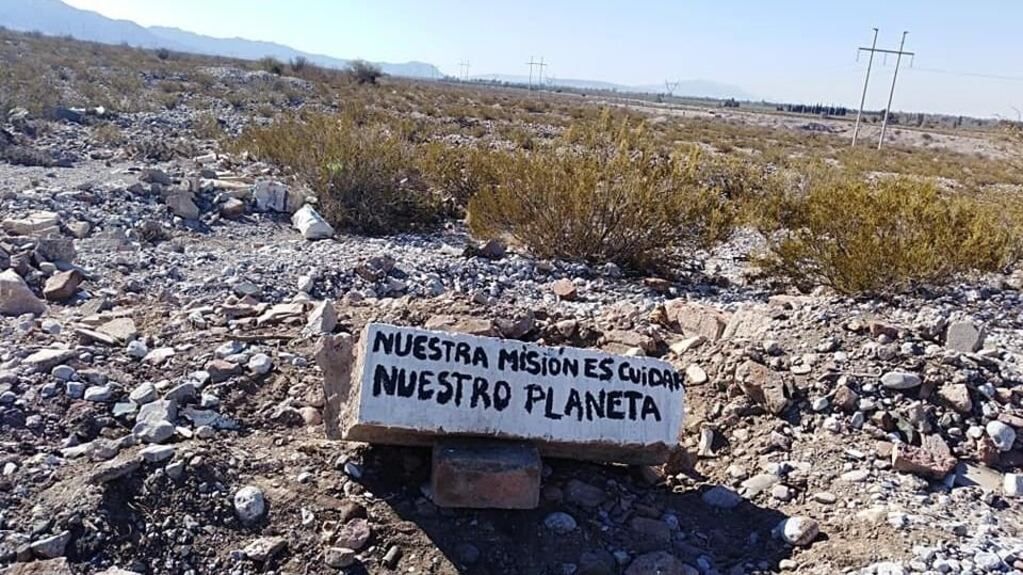 NUESTRA MISIÓN ES CUIDAR
NUESTRO PLANETA